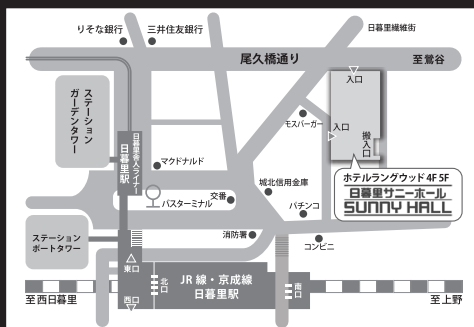 りそな銀行
三井住友銀行
日暮里繊維街
尾久橋通り
至鶯谷
入口
ステーション
ガーデンタワー
モスバーガー
入口
搬入口
日暮里舎人ライナー
日暮里駅
マクドナルド
ホテルラングウッド 4F 5F
日暮里サニーホール
SUNNY HALL
城北信用金庫
交番
バスターミナル
パチンコ
ステーション
ポートタワー
消防署
コンビニ
東口
北口
JR 線・京成線
日暮里駅
南口
至西日暮里
西口
至上野